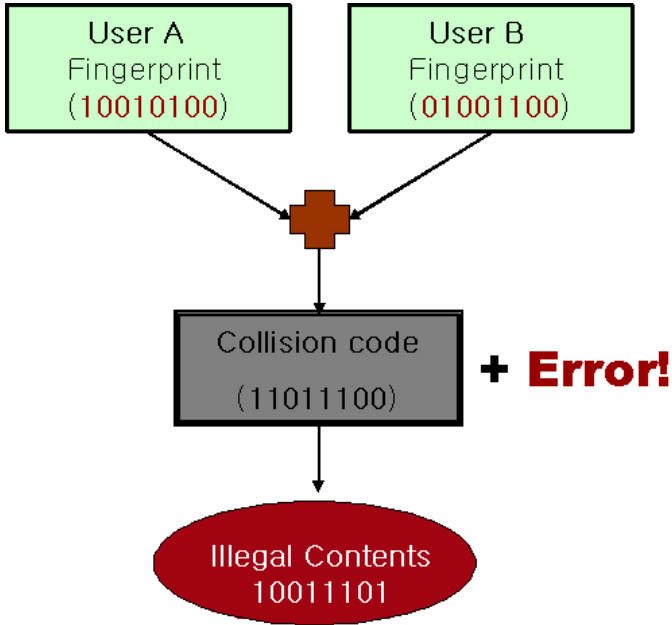 User A
Fingerprint
(10010100)
User B
Fingerprint
(01001100)
Collision code
(11011100)
+ Error!
Illegal Contents
10011101